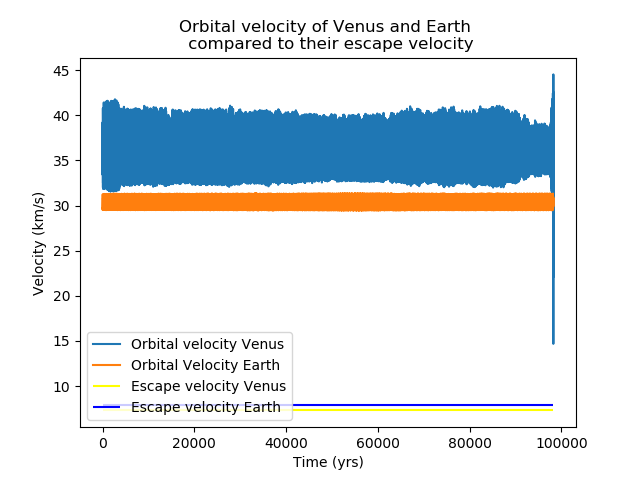 Orbital velocity of Venus and Earth
compared to their escape velocity
45
40
35
30
25
20
15
10
Velocity (km/s)
Orbital velocity Venus
Orbital Velocity Earth
Escape velocity Venus
Escape velocity Earth
0 20000 40000 60000 80000 100000
Time (yrs)